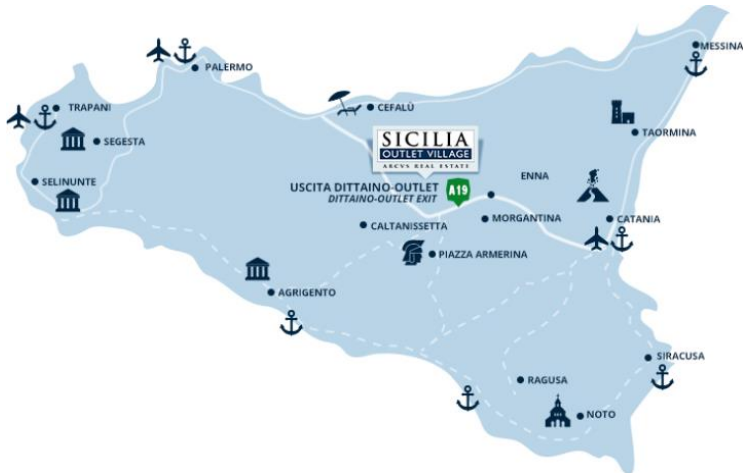 MESSINA
PALERMO
TRAPANI
CEFALÙ
SICILIA
OUTLET VILLAGE
ARCUS REAL ESTATE
TAORMINA
SEGESTA
SELINUNTE
ENNA
USCITA DITTAINO-OUTLET
DITTAINO-OUTLET EXIT
A19
MORGANTINA
CALTANISSETTA
CATANIA
PIAZZA ARMERINA
AGRIGENTO
SIRACUSA
RAGUSA
NOTO